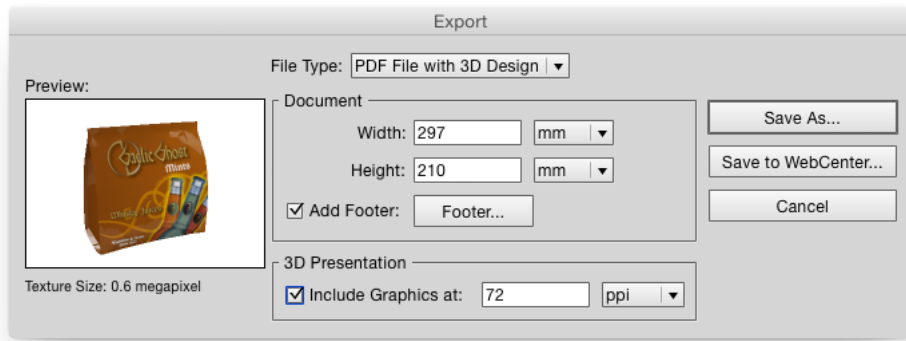 Export
File Type: PDF File with 3D Design
Preview:
Garlic Ghost
Mints
Texture Size: 0.6 megapixel
Document
Width: 297 mm
Height: 210 mm
Add Footer: Footer...
3D Presentation
Include Graphics at: 72 ppi
Save As...
Save to WebCenter...
Cancel